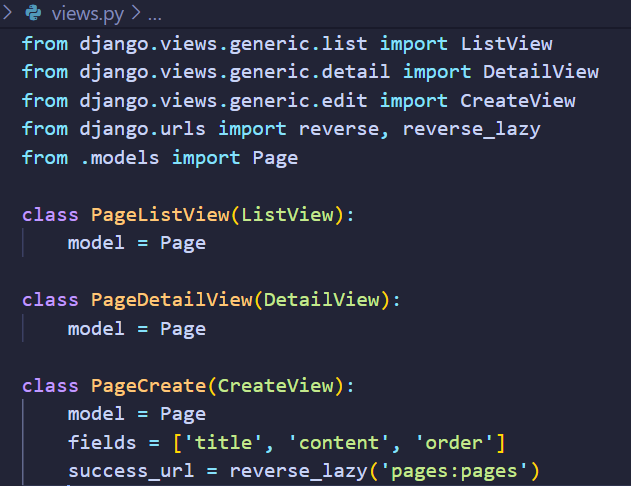 views.py > ...
from django.views.generic.list import ListView
from django.views.generic.detail import DetailView
from django.views.generic.edit import CreateView
from django.urls import reverse, reverse_lazy
from .models import Page
class PageListView(ListView):
    model = Page
class PageDetailView(DetailView):
    model = Page
class PageCreate(CreateView):
    model = Page
    fields = ['title', 'content', 'order']
    success_url = reverse_lazy('pages:pages')